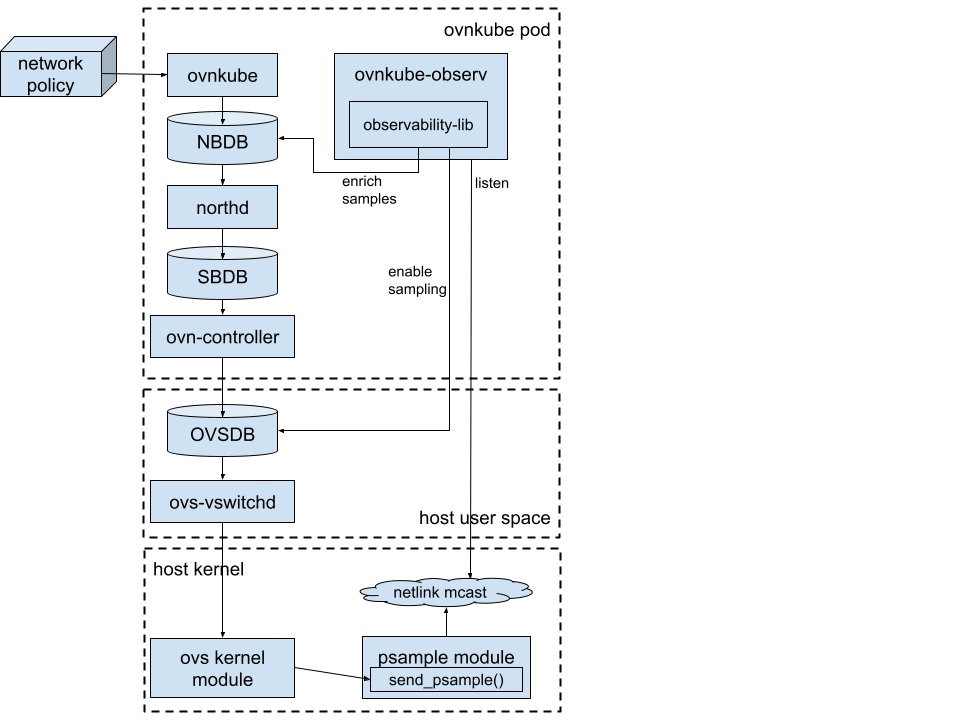 ovnkube pod
network
policy
ovnkube
ovnkube-observ
observability-lib
NBDB
enrich
samples
listen
northd
SBDB
enable
sampling
ovn-controller
OVSDB
ovs-vswitchd
host user space
host kernel
netlink mcast
ovs kernel
module
psample module
send_psample()